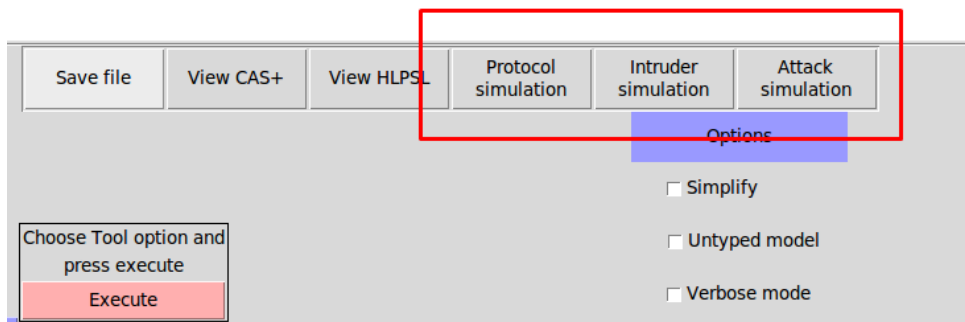 Save file
View CAS+
View HLPSL
Protocol
simulation
Intruder
simulation
Attack
simulation
Options
Simplify
Untyped model
Verbose mode
Choose Tool option and
press execute
Execute